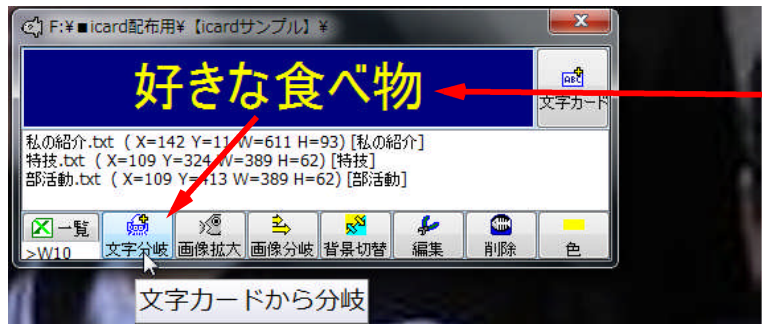 F:¥■icard配布用¥【icardサンプル】¥
好きな食べ物
ABC
文字カード
私の紹介.txt ( X=142 Y=11 W=611 H=93) [私の紹介]
特技.txt ( X=109 Y=324 W=389 H=62) [特技]
部活動.txt ( X=109 Y=413 W=389 H=62) [部活動]
一覧 文字分岐 画像拡大 画像分岐 背景切替 編集 削除 色
>W10
文字カードから分岐